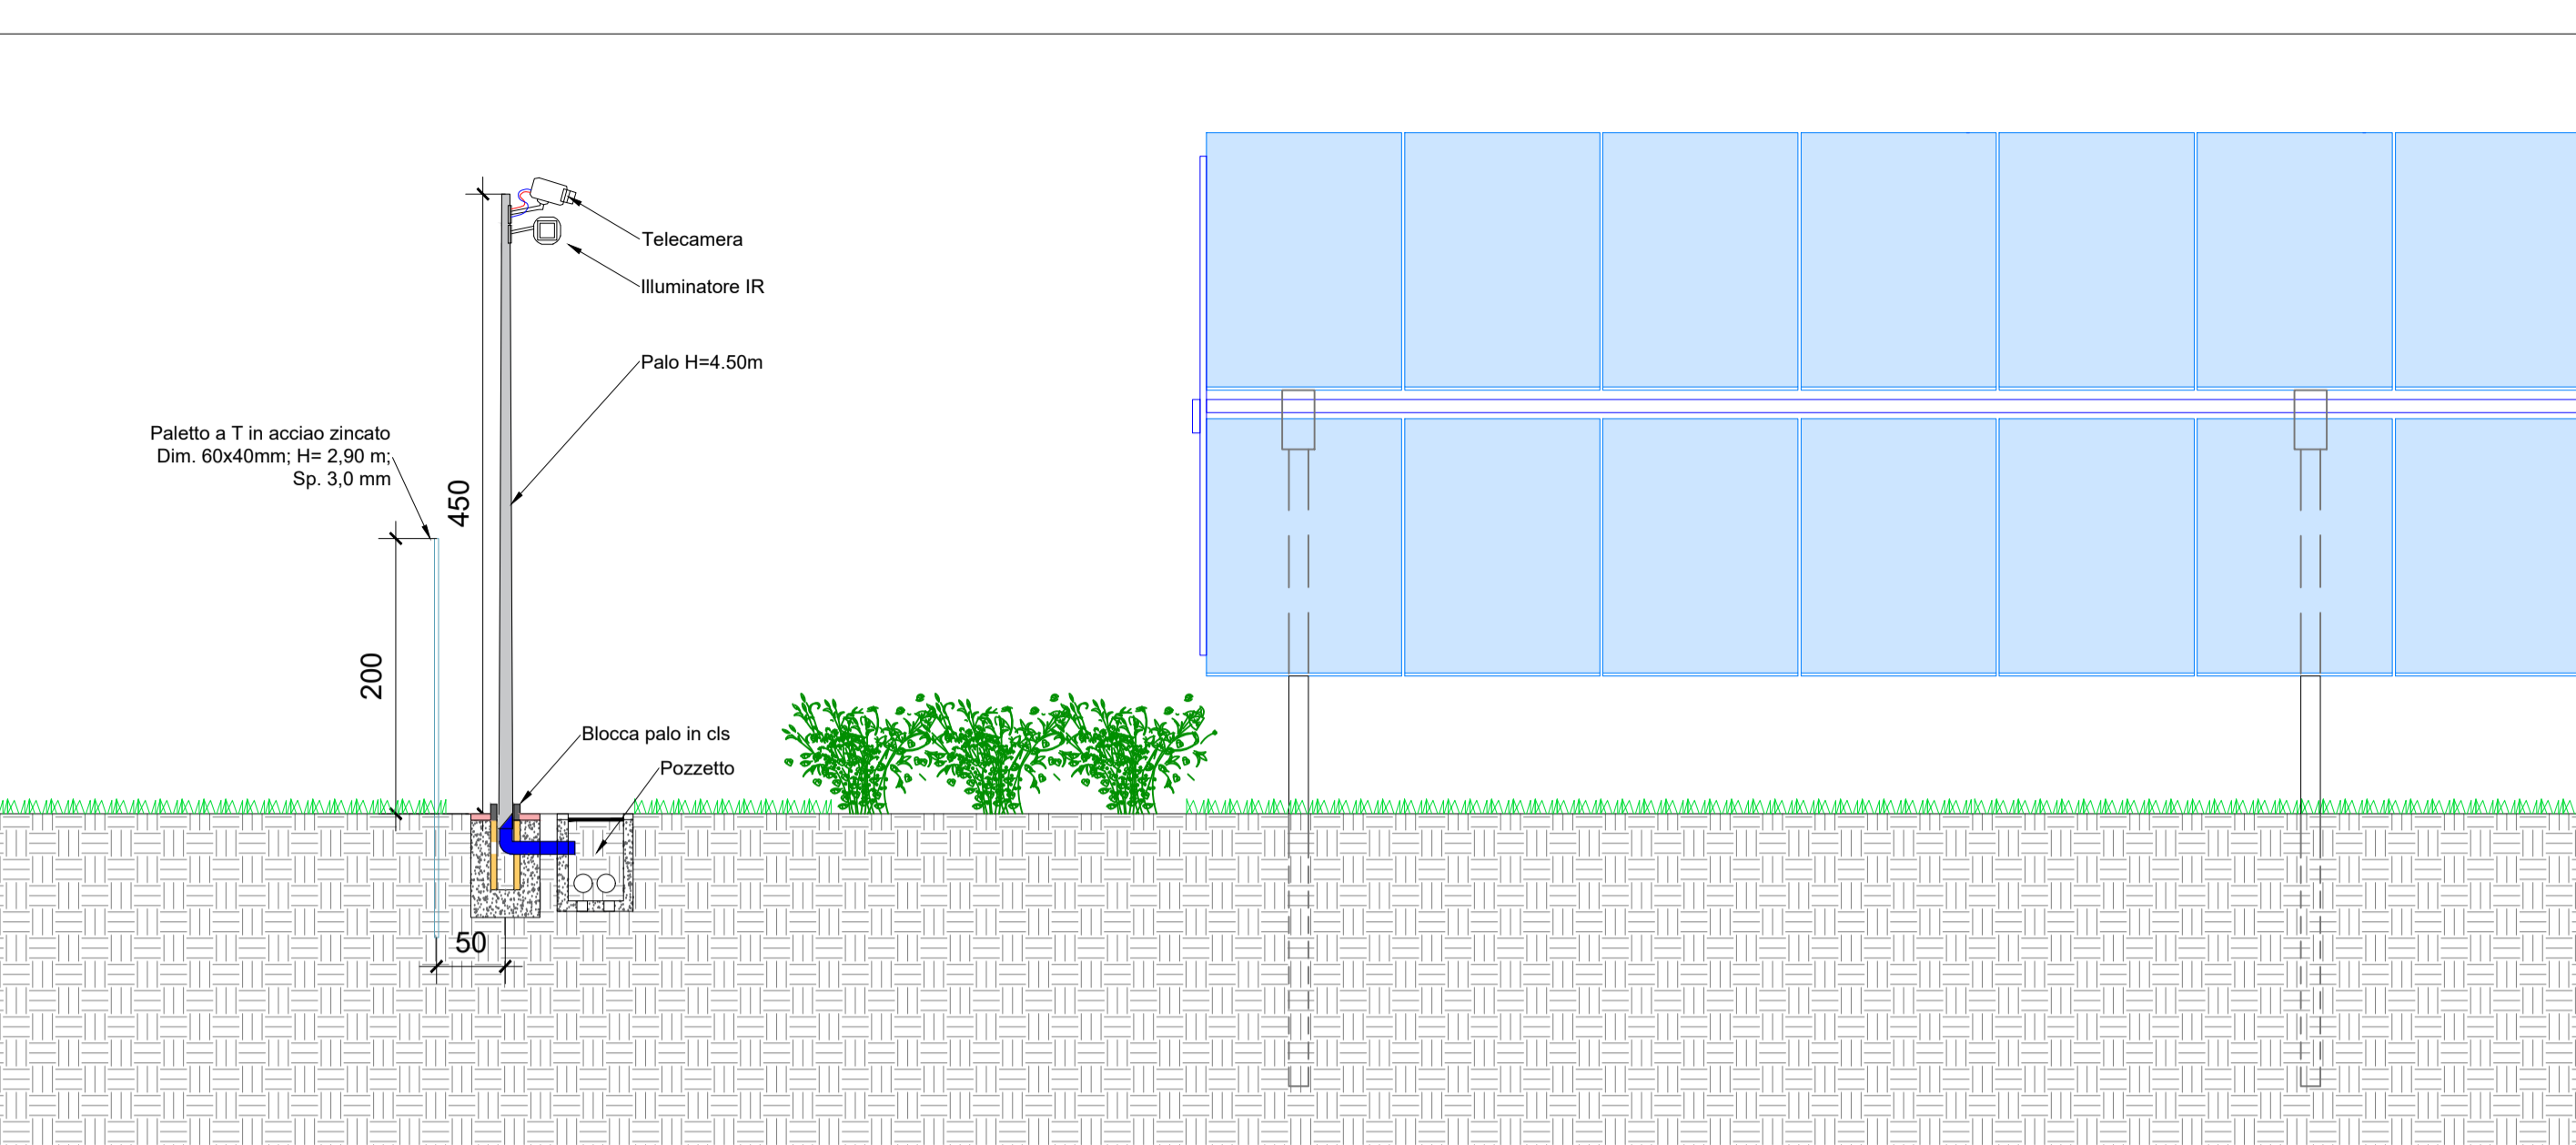 Telecamera
Illuminatore IR
Palo H=4.50m
Paletto a T in acciao zincato
Dim. 60x40mm; H= 2,90 m;
Sp. 3,0 mm
450
200
Blocca palo in cls
Pozzetto
50